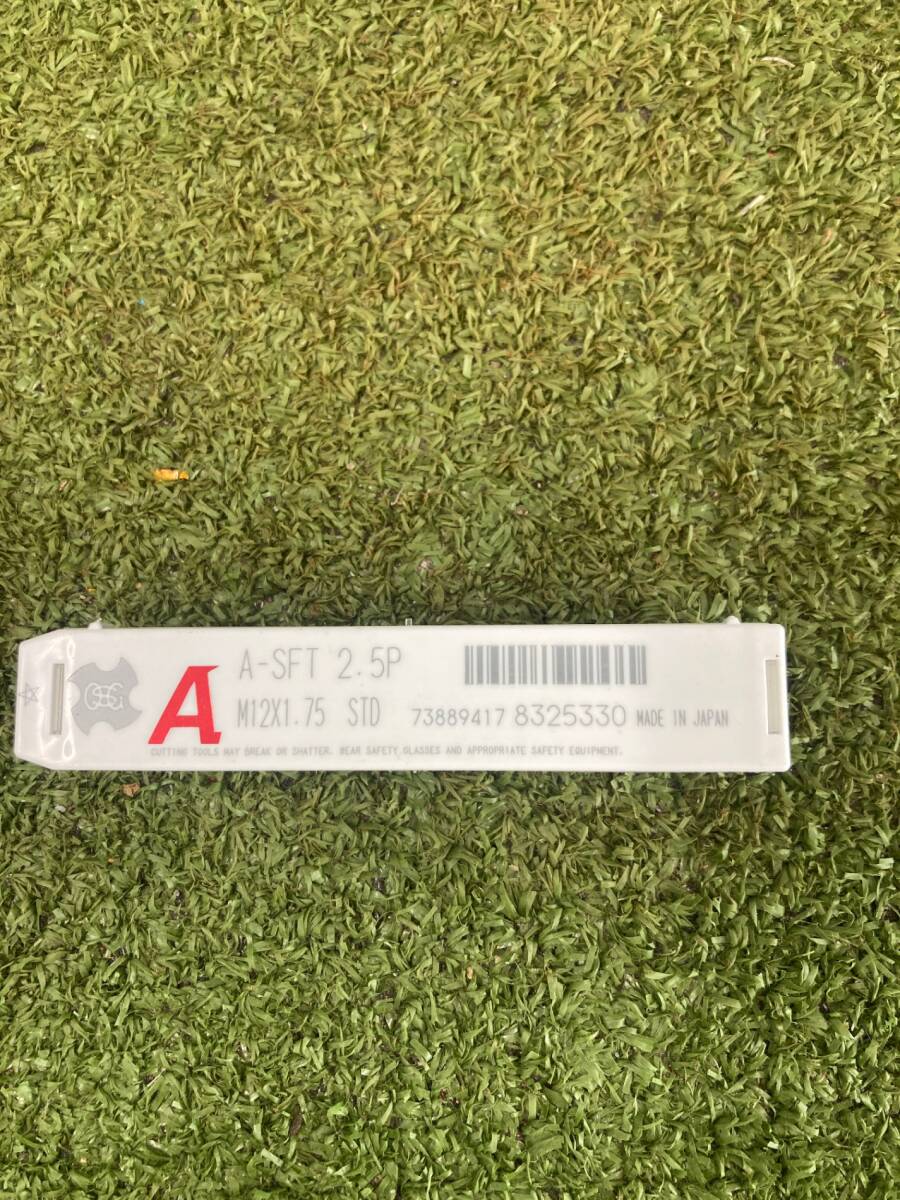 OSG
A
A-SFT 2.5P
M12X1.75 STD
73889417 8325330 MADE IN JAPAN
CUTTING TOOLS MAY BREAK OR SHATTER. WEAR SAFETY GLASSES AND APPROPRIATE SAFETY EQUIPMENT.